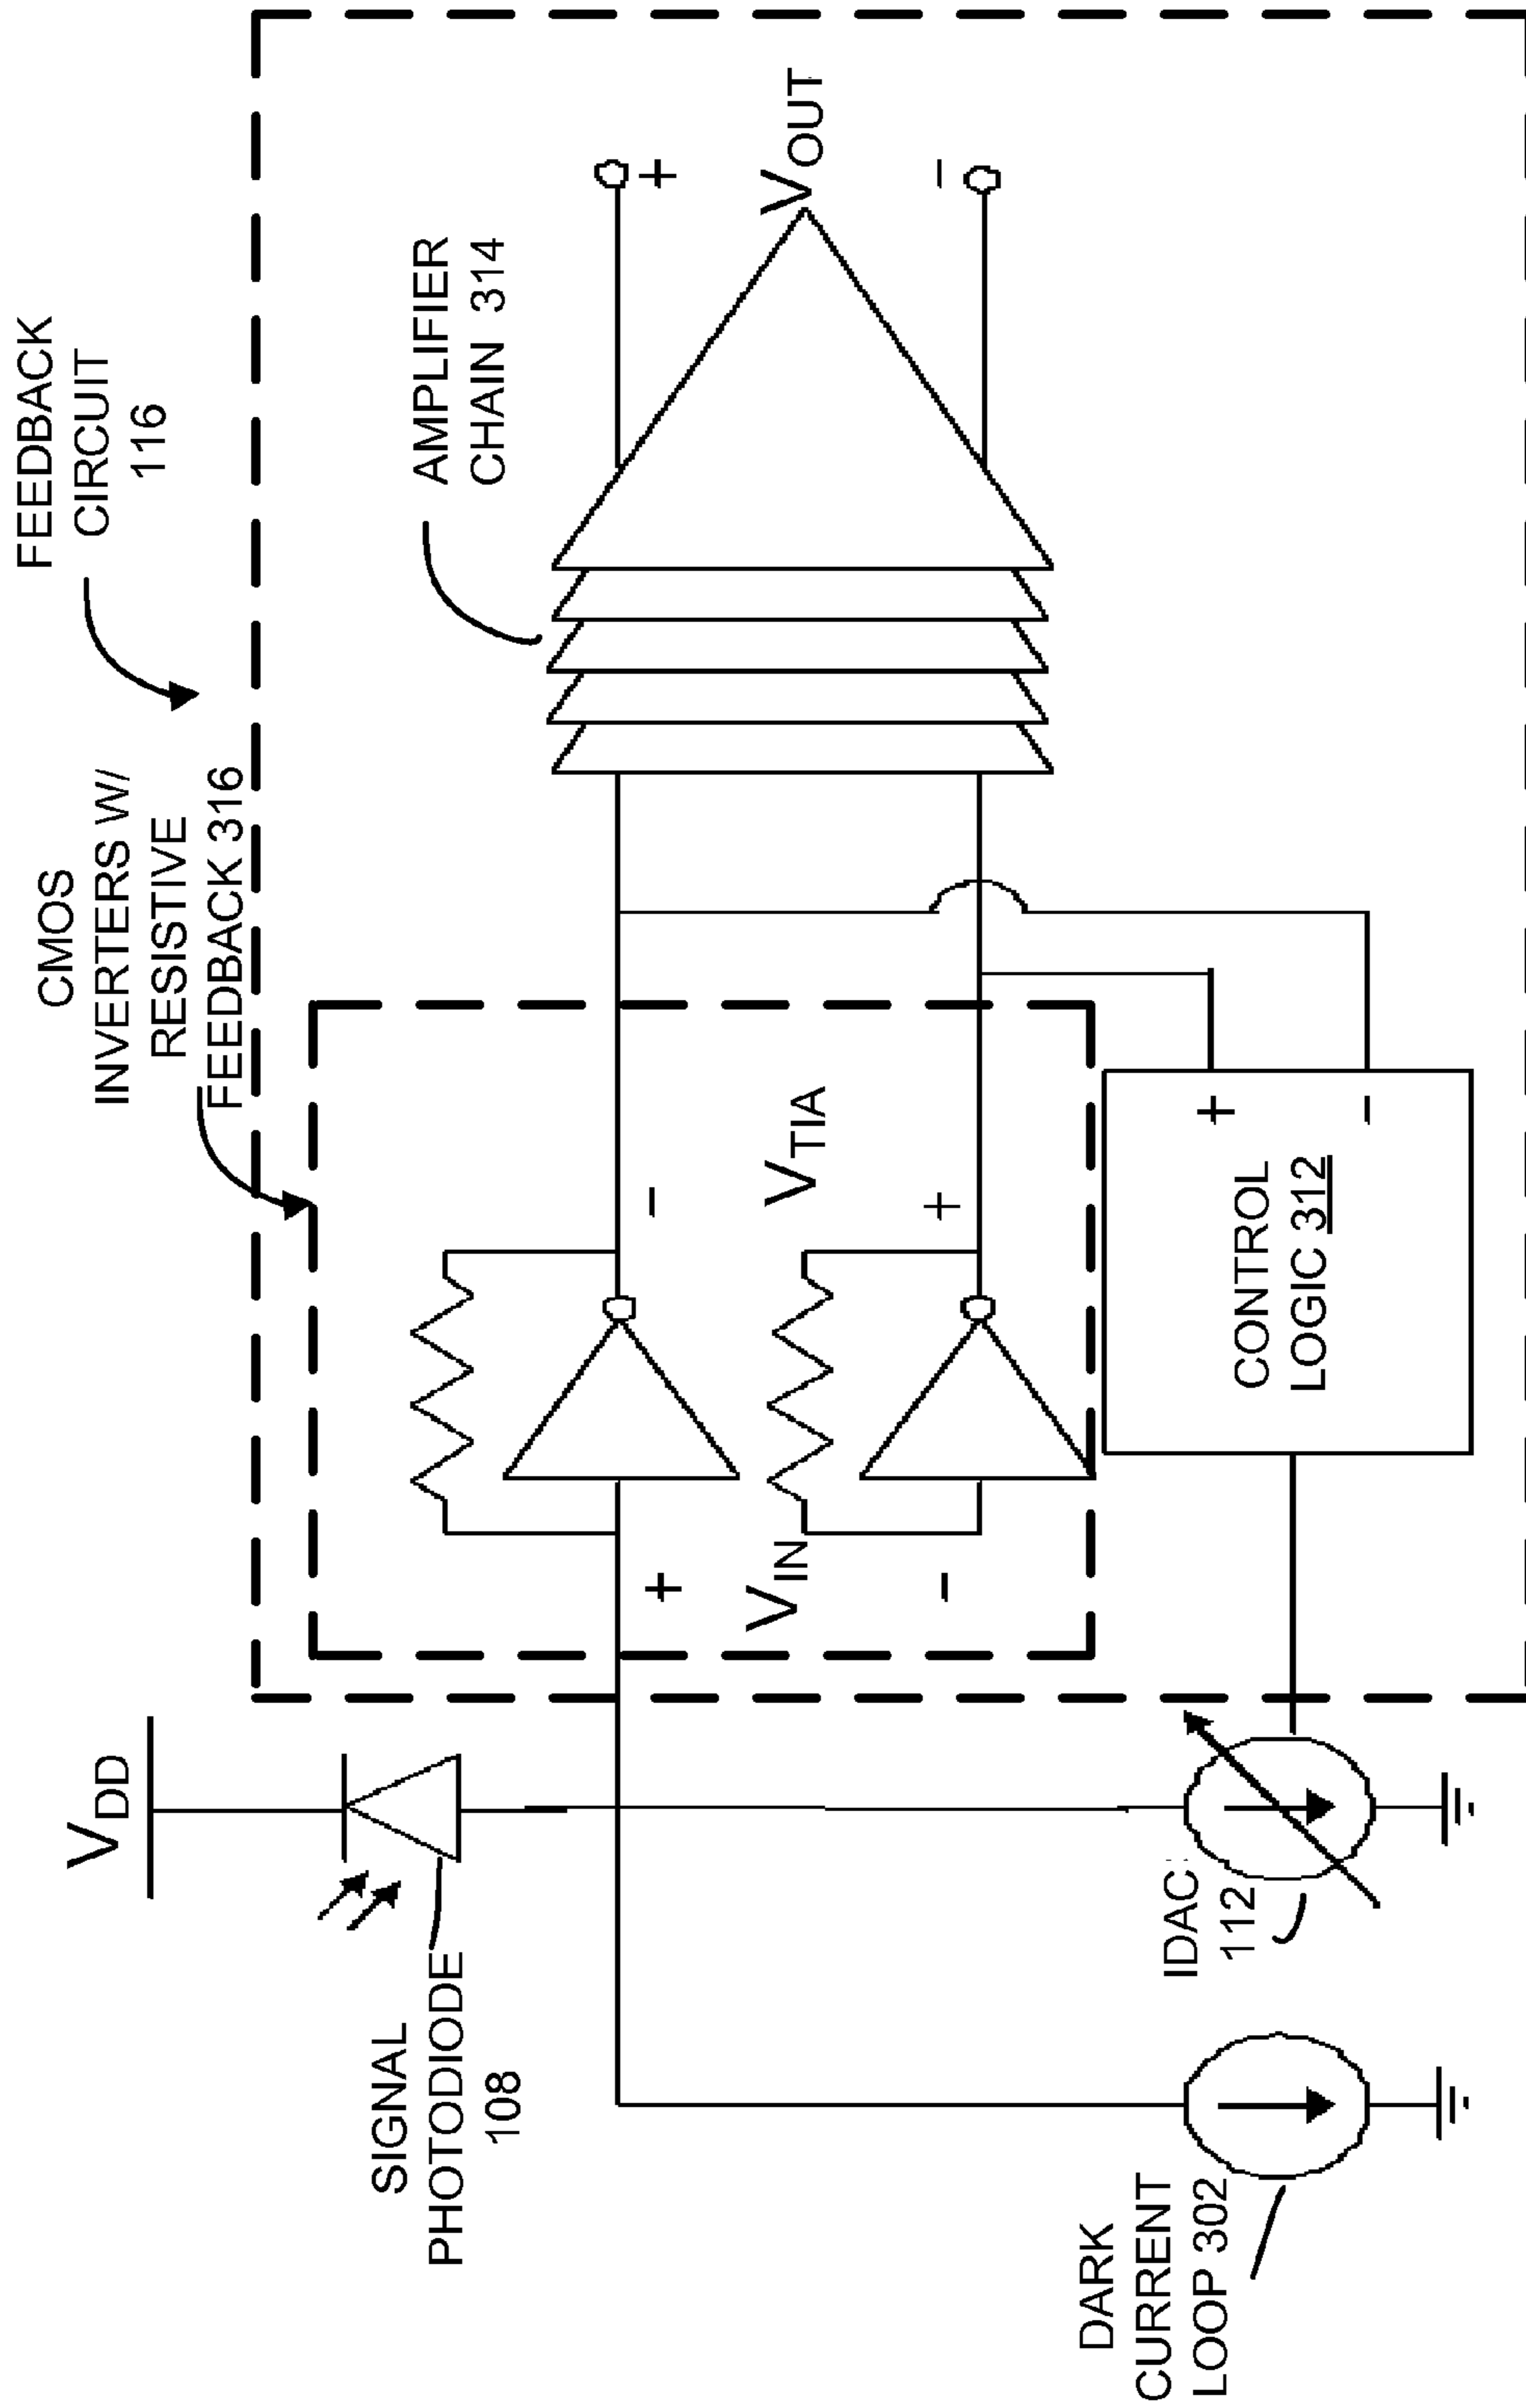 FEEDBACK
CIRCUIT
116
CMOS
INVERTERS W/
RESISTIVE
FEEDBACK 316
AMPLIFIER
CHAIN 314
VDD
SIGNAL
PHOTODIODE
108
+
VIN
-
-
VTIA
+
+
VOUT
-
DARK
CURRENT
LOOP 302
IDAC
112
CONTROL
LOGIC 312
+
-